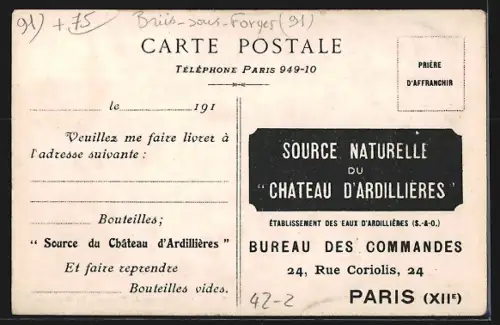 91) + 75 Briis-sous-Forges (91)
CARTE POSTALE
TÉLÉPHONE PARIS 949-10
PRIÈRE
D'AFFRANCHIR
le 191
Veuillez me faire livrer à
l'adresse suivante :
Bouteilles;
" Source du Château d'Ardillières "
Et faire reprendre
Bouteilles vides.
SOURCE NATURELLE
DU
" CHATEAU D'ARDILLIÈRES "
ÉTABLISSEMENT DES EAUX D'ARDILLIÈRES (S.-&-O.)
BUREAU DES COMMANDES
24, Rue Coriolis, 24
PARIS (XIIe)
42-2